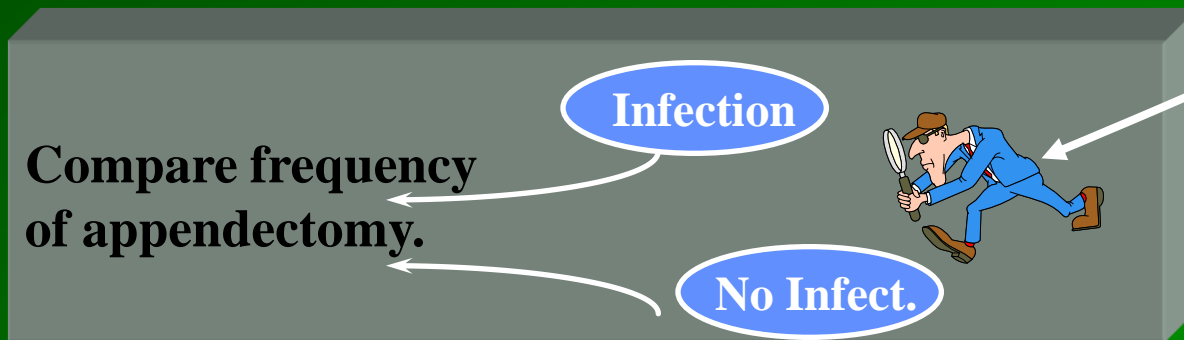 Infection
Compare frequency
of appendectomy.
No Infect.